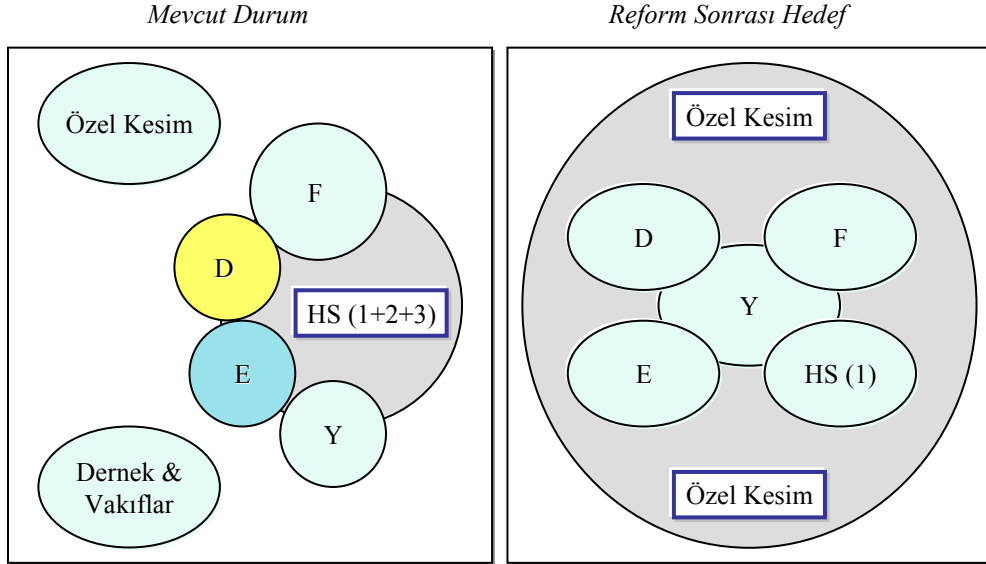 Mevcut Durum
Özel Kesim
F
D
HS (1+2+3)
E
Y
Dernek &
Vakıflar
Reform Sonrası Hedef
Özel Kesim
D
F
Y
E
HS (1)
Özel Kesim